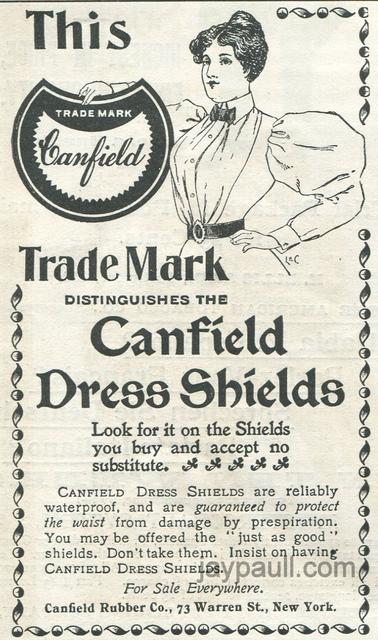 This
TRADE MARK
Canfield
L&C
Trade Mark
DISTINGUISHES THE
Canfield
Dress Shields
Look for it on the Shields
you buy and accept no
substitute.
CANFIELD DRESS SHIELDS are reliably
waterproof, and are guaranteed to protect
the waist from damage by prespiration.
You may be offered the "just as good"
shields. Don't take them. Insist on having
CANFIELD DRESS SHIELDS.
jaypaull.com
For Sale Everywhere.
Canfield Rubber Co., 73 Warren St., New York.